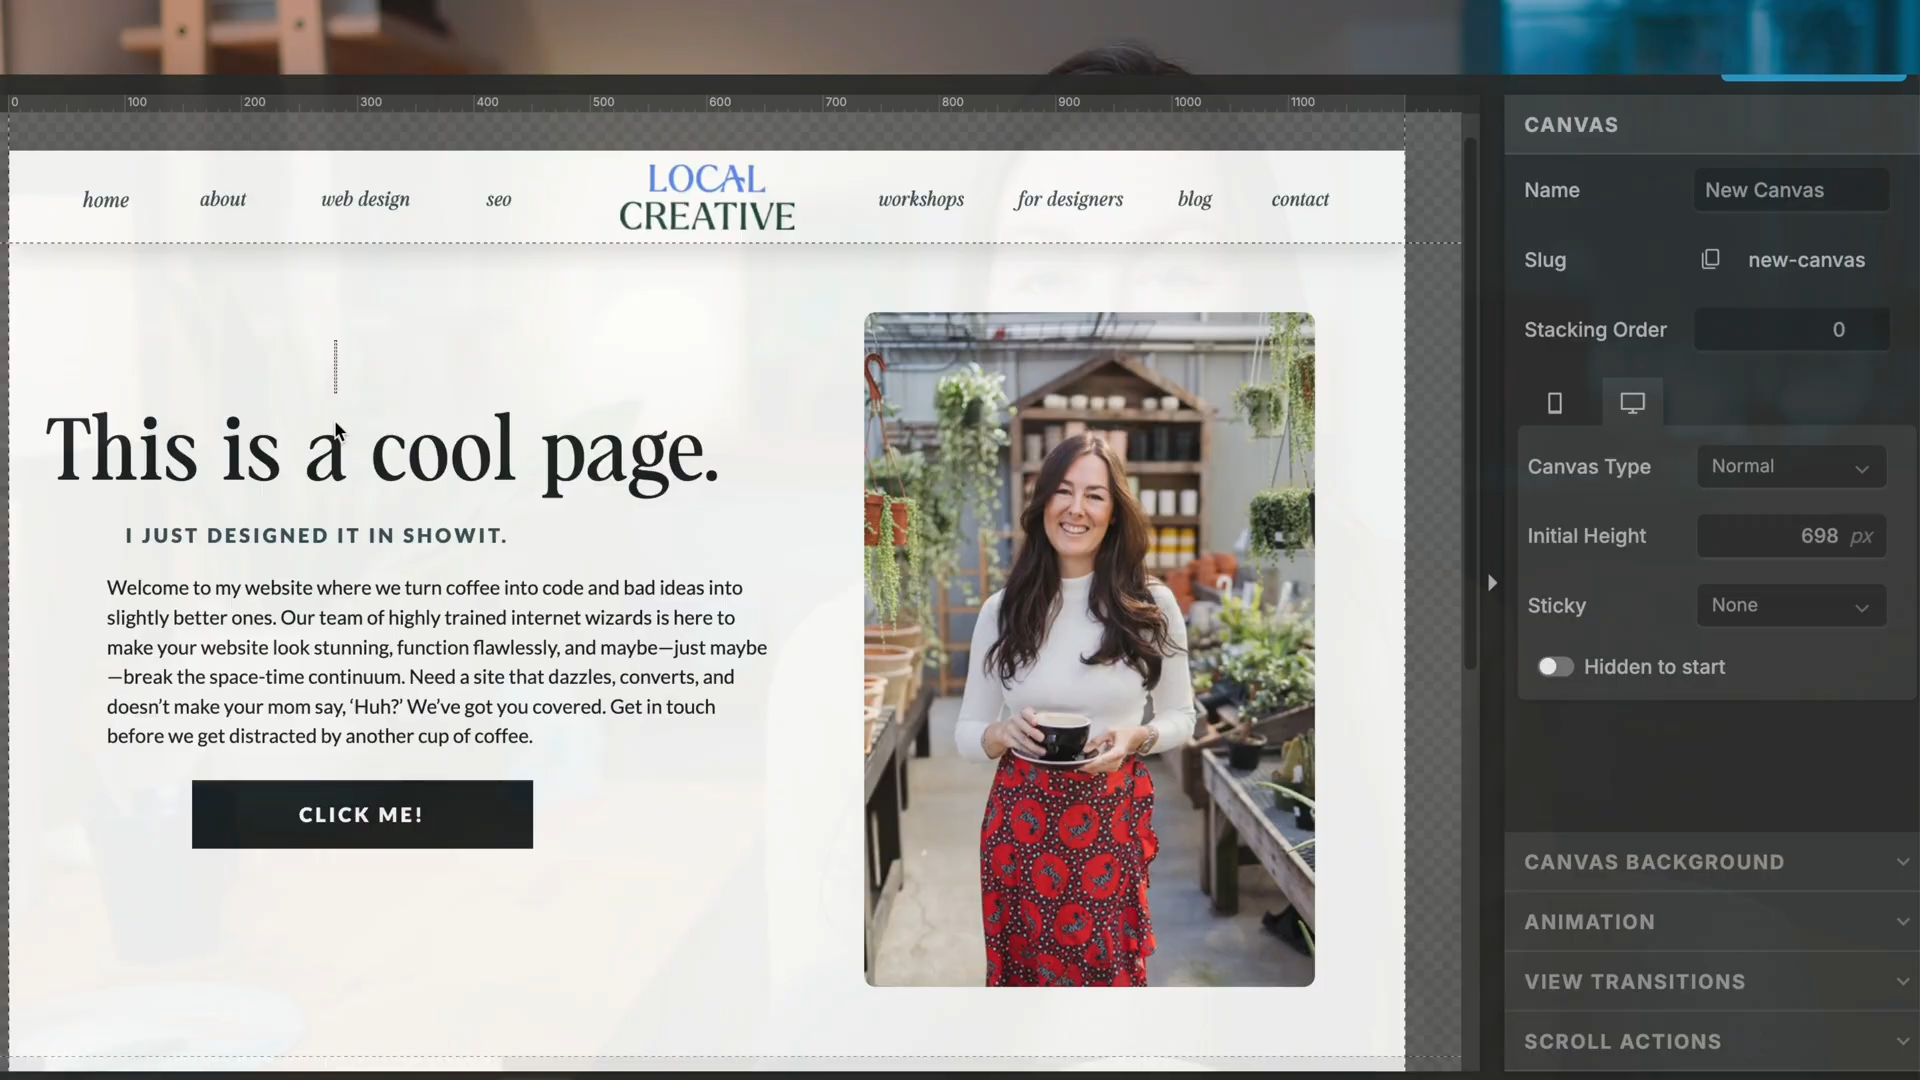 0 100 200 300 400 500 600 700 800 900 1000 1100
home about web design seo
LOCAL
CREATIVE
workshops for designers blog contact
This is a cool page.
I JUST DESIGNED IT IN SHOWIT.
Welcome to my website where we turn coffee into code and bad ideas into
slightly better ones. Our team of highly trained internet wizards is here to
make your website look stunning, function flawlessly, and maybe—just maybe
—break the space-time continuum. Need a site that dazzles, converts, and
doesn’t make your mom say, ‘Huh?’ We’ve got you covered. Get in touch
before we get distracted by another cup of coffee.
CLICK ME!
CANVAS
Name New Canvas
Slug new-canvas
Stacking Order 0
Canvas Type Normal
Initial Height 698 px
Sticky None
Hidden to start
CANVAS BACKGROUND
ANIMATION
VIEW TRANSITIONS
SCROLL ACTIONS